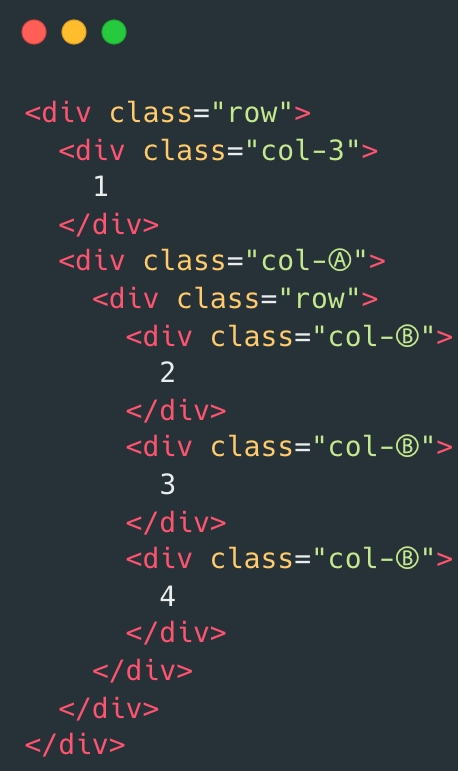 <div class="row">
  <div class="col-3">
    1
  </div>
  <div class="col-Ⓐ">
    <div class="row">
      <div class="col-Ⓑ">
        2
      </div>
      <div class="col-Ⓑ">
        3
      </div>
      <div class="col-Ⓑ">
        4
      </div>
    </div>
  </div>
</div>